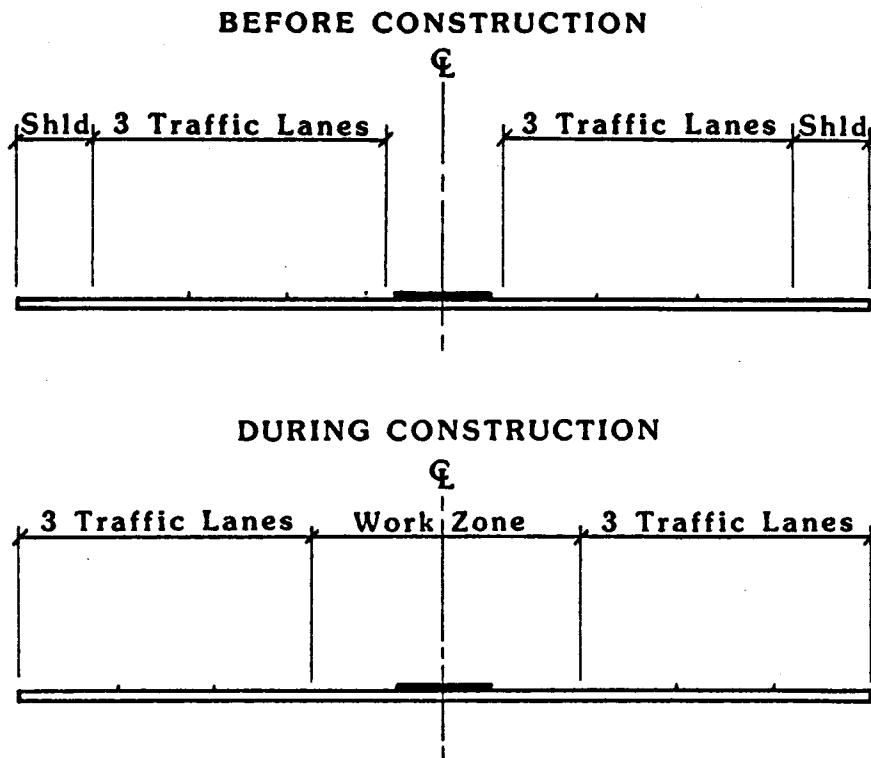 BEFORE CONSTRUCTION
℄
Shld 3 Traffic Lanes 3 Traffic Lanes Shld
DURING CONSTRUCTION
℄
3 Traffic Lanes Work Zone 3 Traffic Lanes